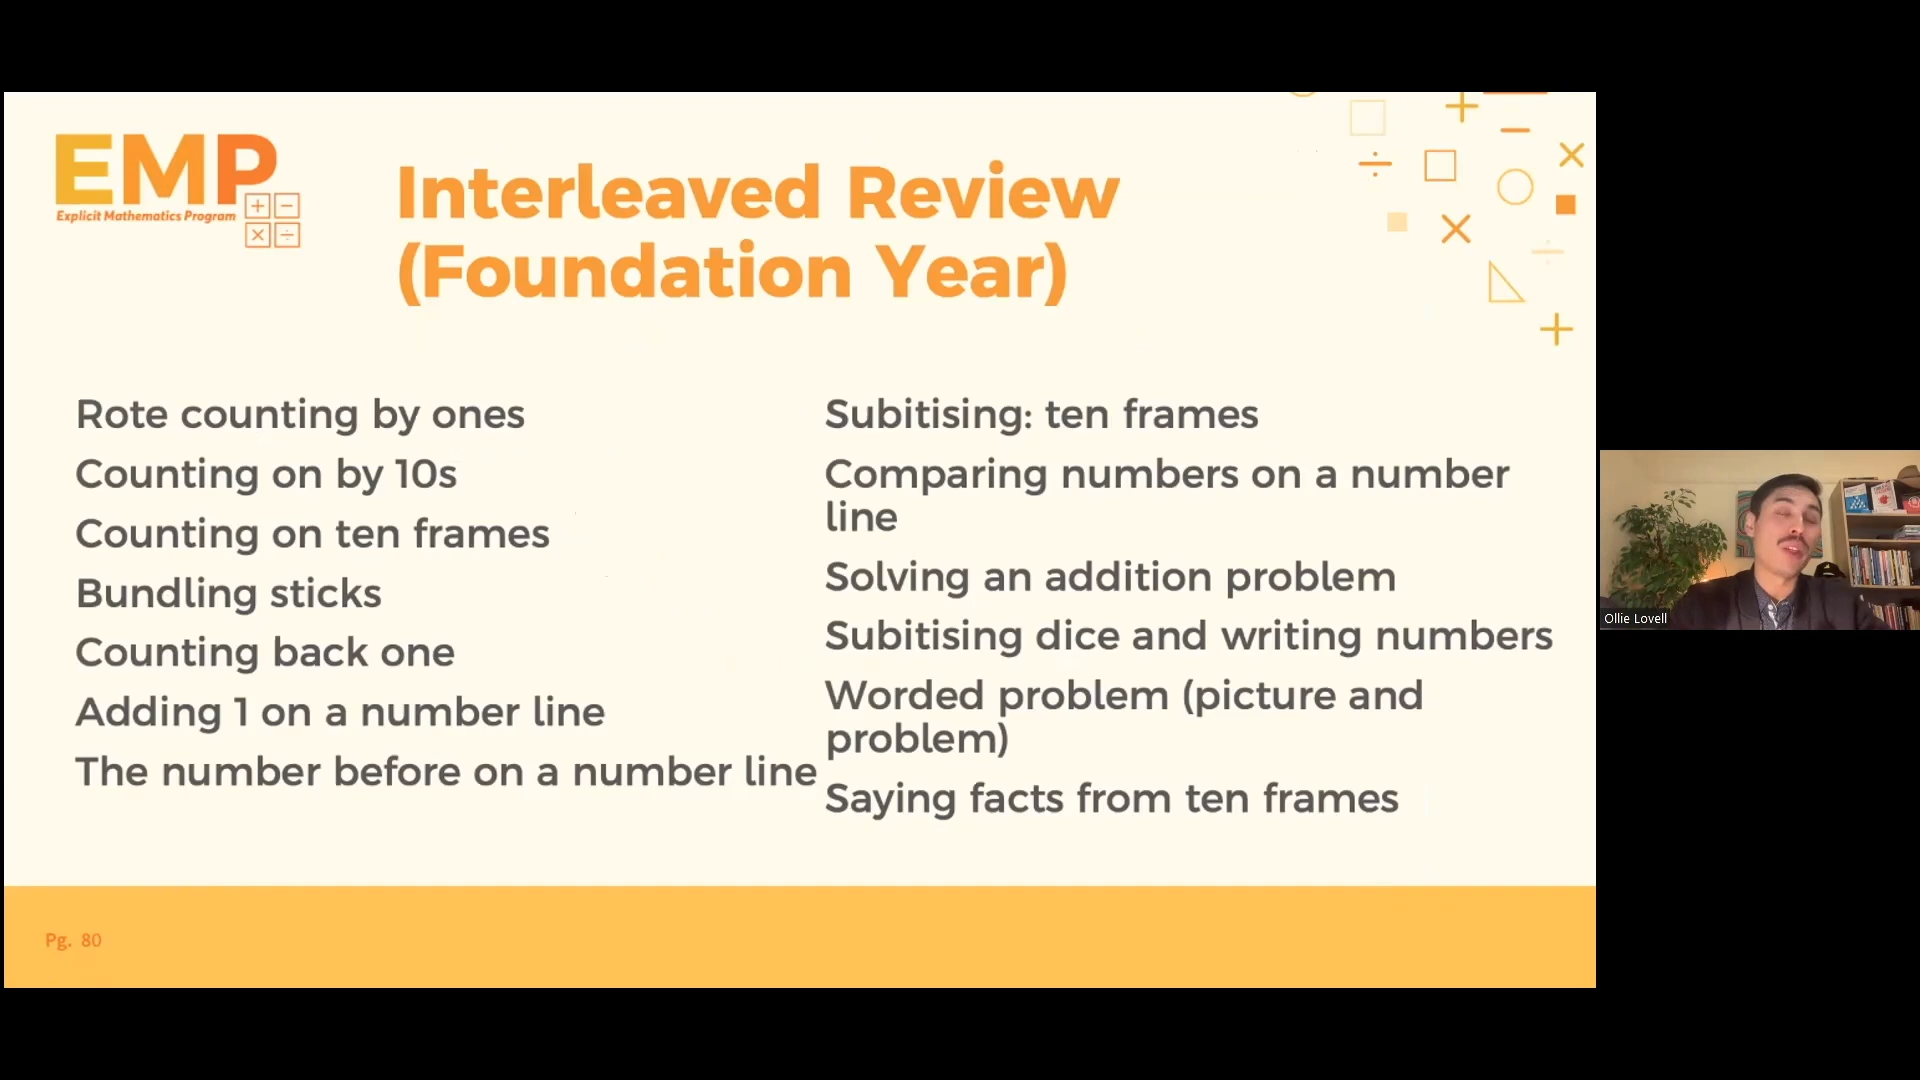 EMP
Explicit Mathematics Program
Interleaved Review
(Foundation Year)
Rote counting by ones
Counting on by 10s
Counting on ten frames
Bundling sticks
Counting back one
Adding 1 on a number line
The number before on a number line
Subitising: ten frames
Comparing numbers on a number
line
Solving an addition problem
Subitising dice and writing numbers
Worded problem (picture and
problem)
Saying facts from ten frames
Pg. 80
Ollie Lovell